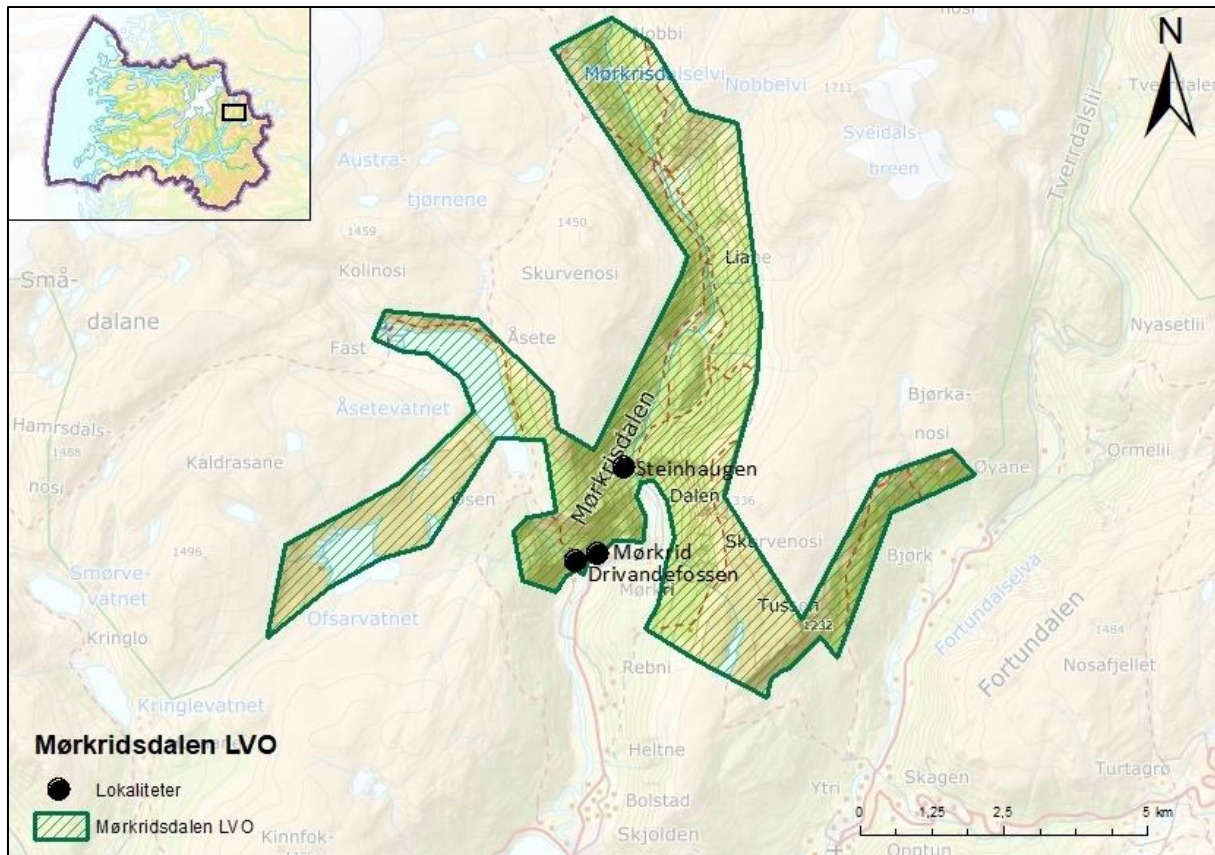 N
Nobbi
Mørkrisdalselvi
Nobbelvi
1711
Tverrdalslii
Sveidals-
breen
Austra-
tjørnene
1459
1450
Kolinosi
Skurvenosi
Liane
Små-
dalane
Nyasetlii
Fast
Åsete
Åsetevatnet
Bjørka-
nosi
Hamrsdals-
1488
nosi
Kaldrasane
Mørkrisdalen
Ormelii
Øyane
Steinhaugen
Dalen
Øsen
1496
Skurvenosi
Bjørk
Mørkrid
Drivandefossen
Mørkri
Smørve-
vatnet
Kringlo
Ofsarvatnet
Tussen
1232
Fortundalselva
Fortundalen
1484
Nosafjellet
Rebni
Kringlevatnet
Mørkridsdalen LVO
Heltne
Lokaliteter
Ytri
Skagen
Turtagrø
Bolstad
0 1,25 2,5 5 km
Mørkridsdalen LVO
Kinnfok-
Skjolden
Opptun